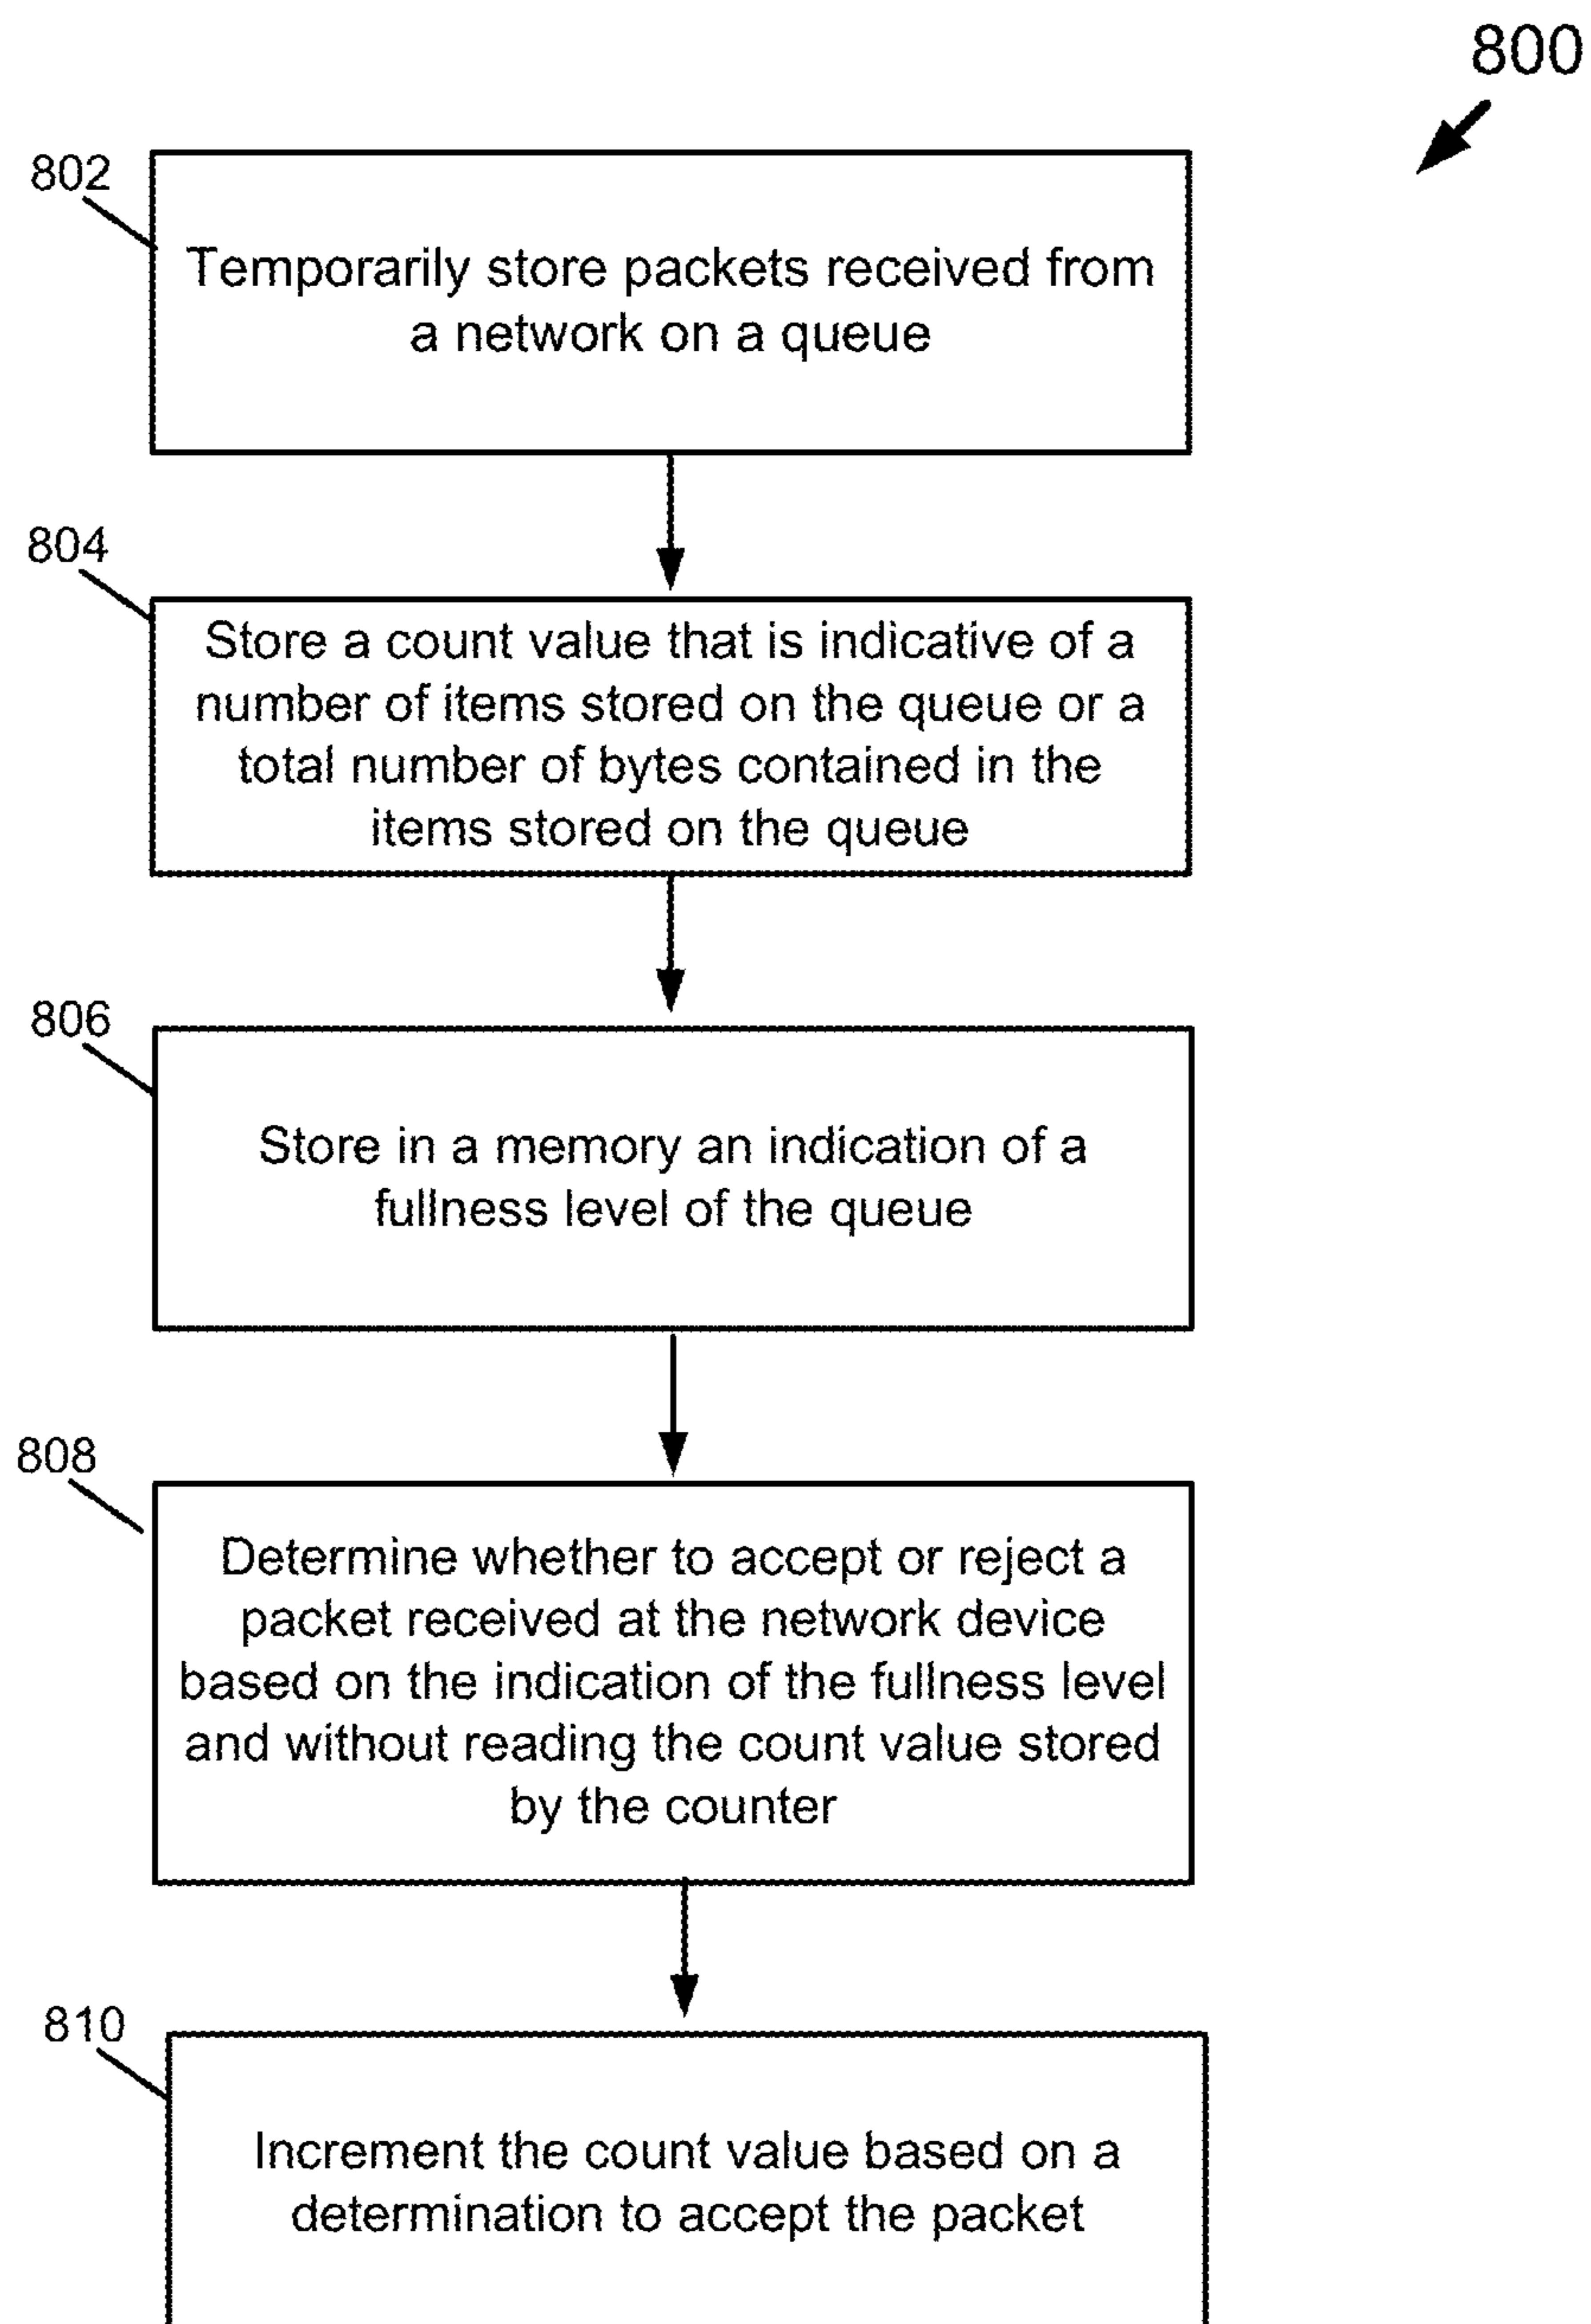 800
802
Temporarily store packets received from
a network on a queue
804
Store a count value that is indicative of a
number of items stored on the queue or a
total number of bytes contained in the
items stored on the queue
806
Store in a memory an indication of a
fullness level of the queue
808
Determine whether to accept or reject a
packet received at the network device
based on the indication of the fullness level
and without reading the count value stored
by the counter
810
Increment the count value based on a
determination to accept the packet